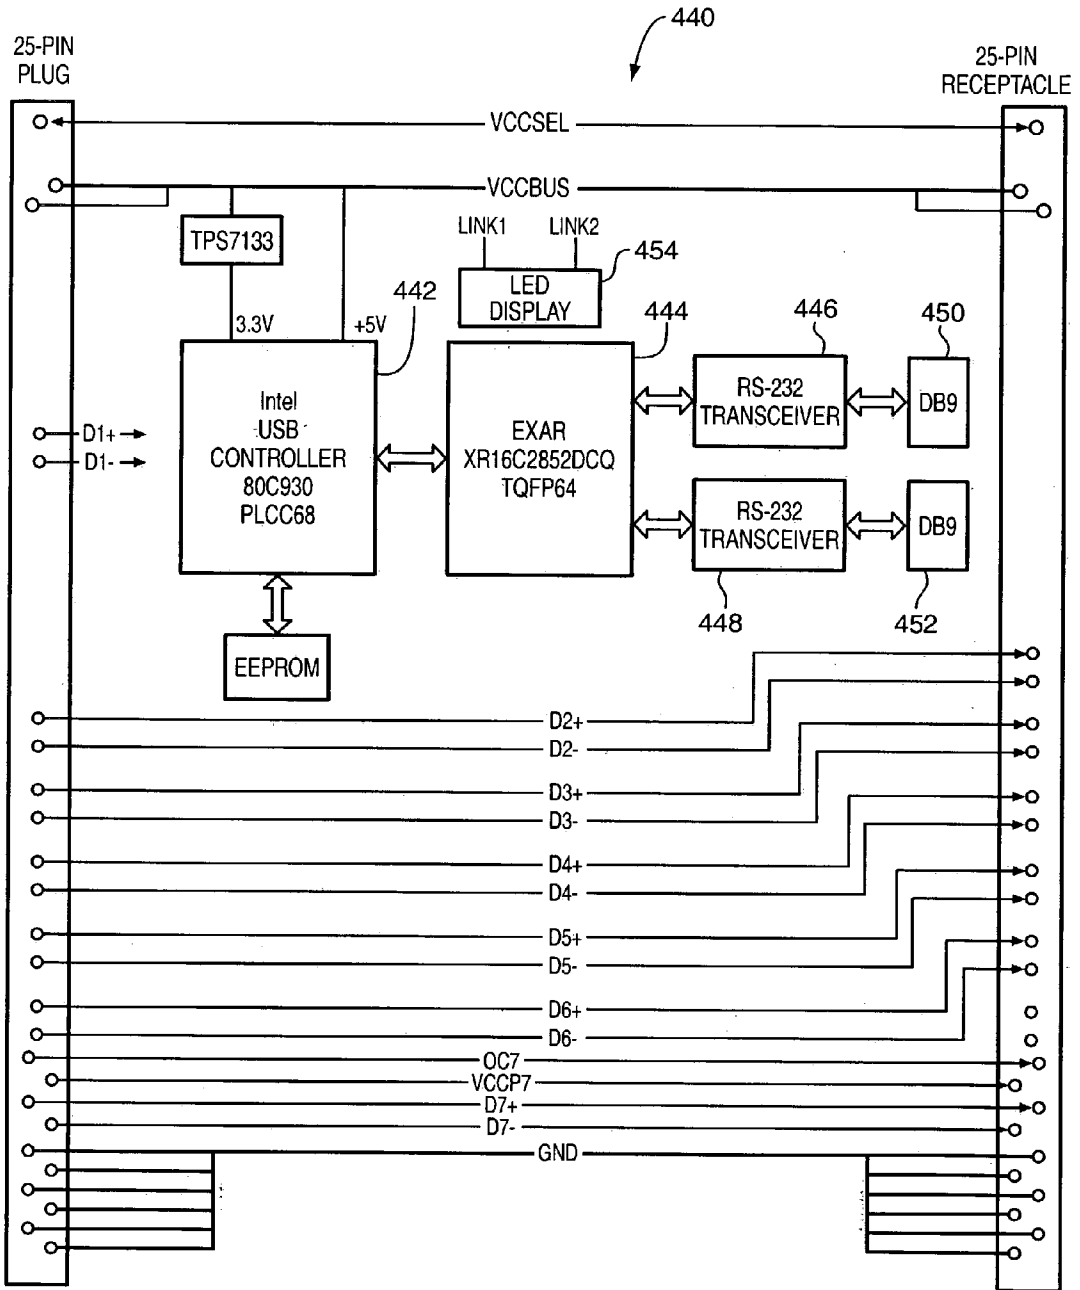 440
25-PIN
PLUG
25-PIN
RECEPTACLE
VCCSEL
VCCBUS
TPS7133
LINK1 LINK2
454
LED
DISPLAY
442
3.3V +5V
444
446
450
Intel
USB
CONTROLLER
80C930
PLCC68
EXAR
XR16C2852DCQ
TQFP64
RS-232
TRANSCEIVER
DB9
D1+
D1-
RS-232
TRANSCEIVER
DB9
448
452
EEPROM
D2+
D2-
D3+
D3-
D4+
D4-
D5+
D5-
D6+
D6-
OC7
VCCP7
D7+
D7-
GND